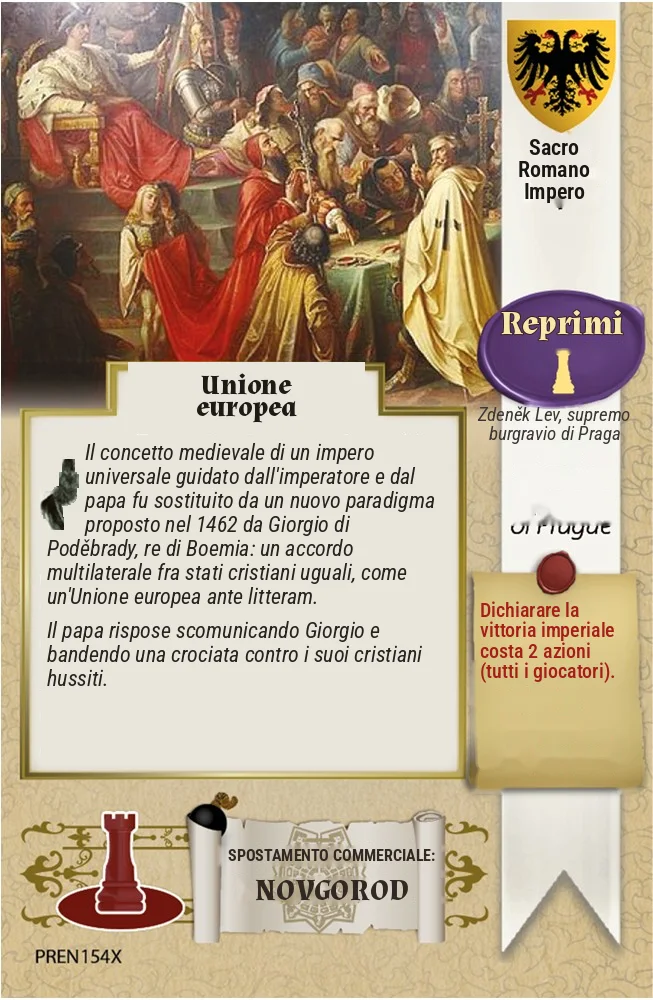 Sacro
Romano
Impero
Reprimi
Zdeněk Lev, supremo
burgravio di Praga
Unione
europea
Il concetto medievale di un impero
universale guidato dall'imperatore e dal
papa fu sostituito da un nuovo paradigma
proposto nel 1462 da Giorgio di
Poděbrady, re di Boemia: un accordo
multilaterale fra stati cristiani uguali, come
un'Unione europea ante litteram.
Il papa rispose scomunicando Giorgio e
bandendo una crociata contro i suoi cristiani
hussiti.
of Prague
Dichiarare la
vittoria imperiale
costa 2 azioni
(tutti i giocatori).
SPOSTAMENTO COMMERCIALE:
NOVGOROD
PREN154X